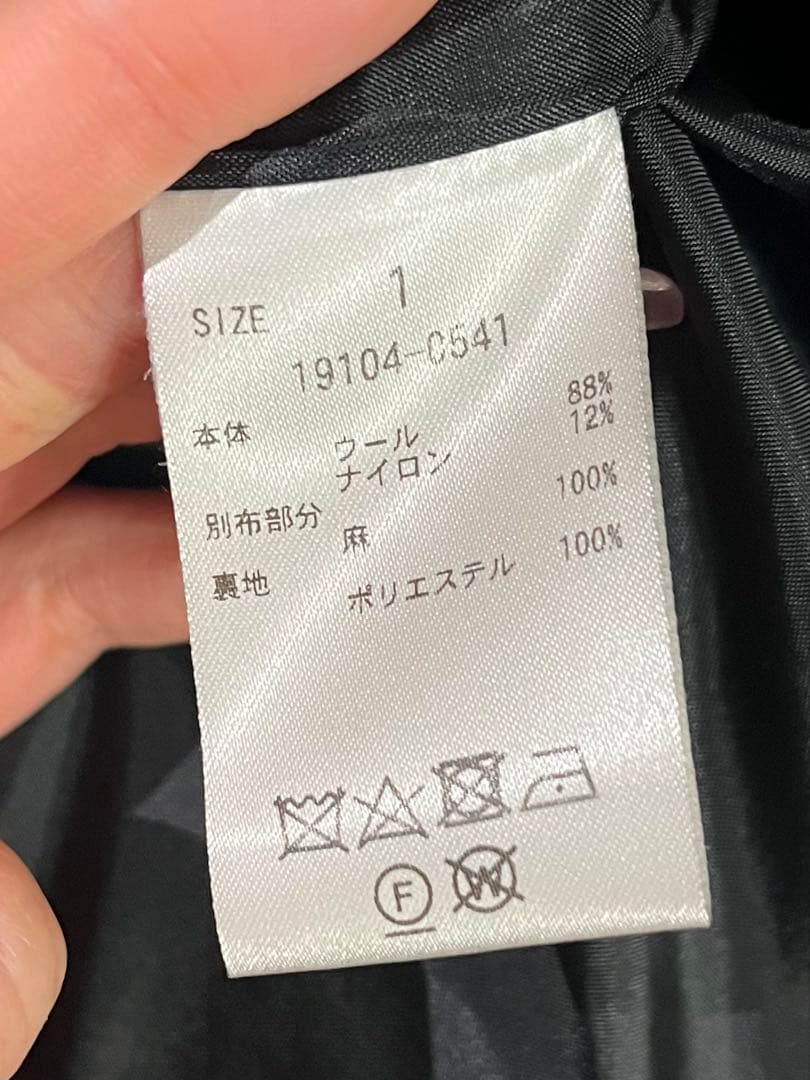 SIZE 1
19104-0541
本体 ウール 88%
ナイロン 12%
別布部分 麻 100%
裏地 ポリエステル 100%
F W